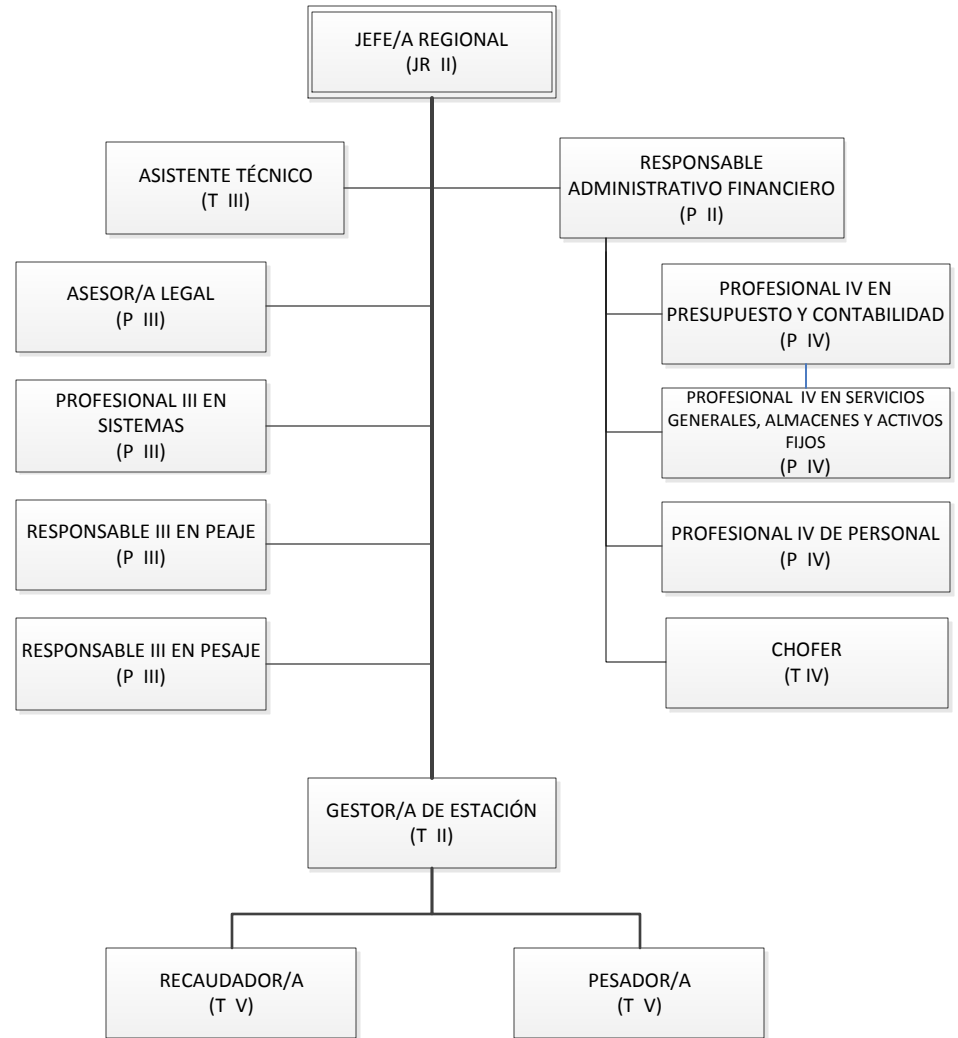 JEFE/A REGIONAL
(JR II)
ASISTENTE TÉCNICO
(T III)
RESPONSABLE
ADMINISTRATIVO FINANCIERO
(P II)
ASESOR/A LEGAL
(P III)
PROFESIONAL IV EN
PRESUPUESTO Y CONTABILIDAD
(P IV)
PROFESIONAL III EN
SISTEMAS
(P III)
PROFESIONAL IV EN SERVICIOS
GENERALES, ALMACENES Y ACTIVOS
FIJOS
(P IV)
RESPONSABLE III EN PEAJE
(P III)
PROFESIONAL IV DE PERSONAL
(P IV)
RESPONSABLE III EN PESAJE
(P III)
CHOFER
(T IV)
GESTOR/A DE ESTACIÓN
(T II)
RECAUDADOR/A
(T V)
PESADOR/A
(T V)